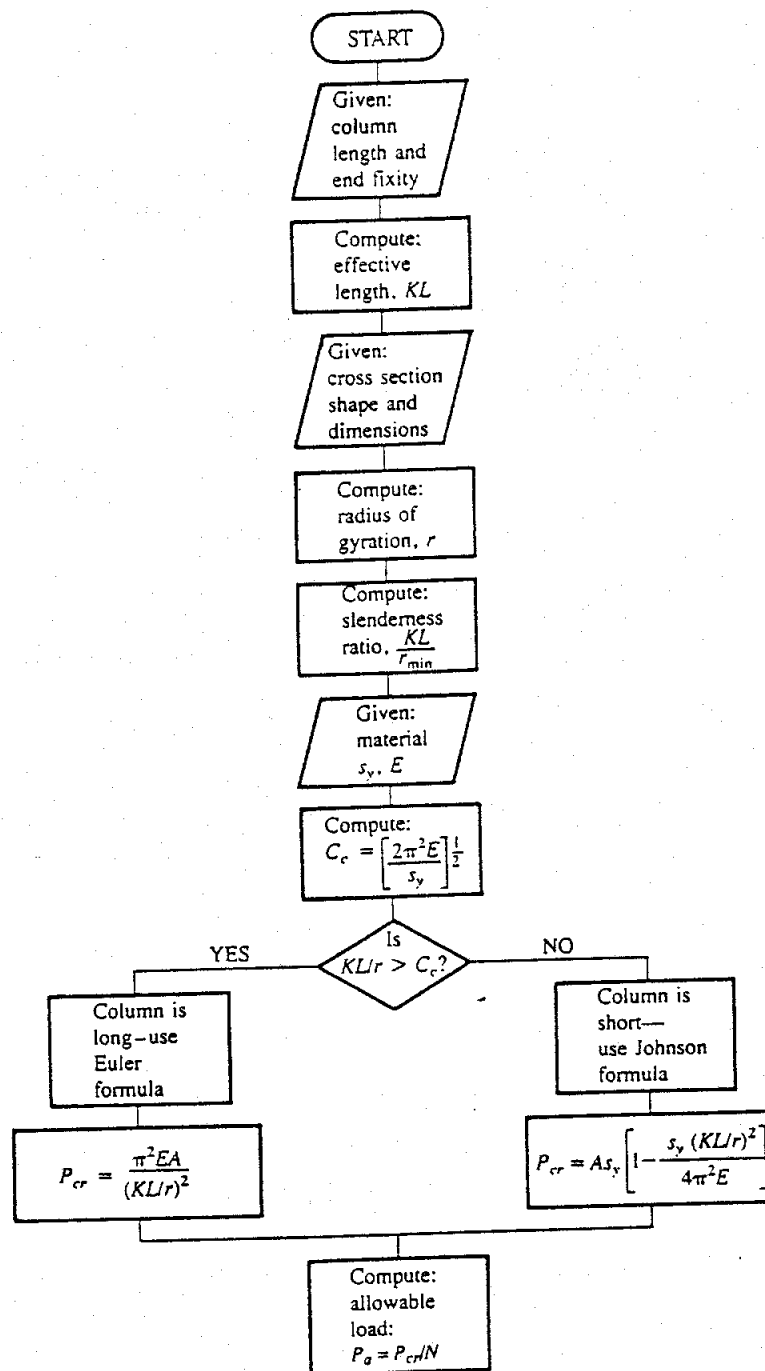 START
Given:
column
length and
end fixity
Compute:
effective
length, KL
Given:
cross section
shape and
dimensions
Compute:
radius of
gyration, r
Compute:
slenderness
ratio, KL/r_min
Given:
material
s_y, E
Compute:
C_c = [2π²E/s_y]^½
Is
KL/r > C_c?
YES
NO
Column is
long–use
Euler
formula
P_cr = π²EA/(KL/r)²
Column is
short—
use Johnson
formula
P_cr = As_y[1 − s_y (KL/r)²/4π²E]
Compute:
allowable
load:
P_a = P_cr/N